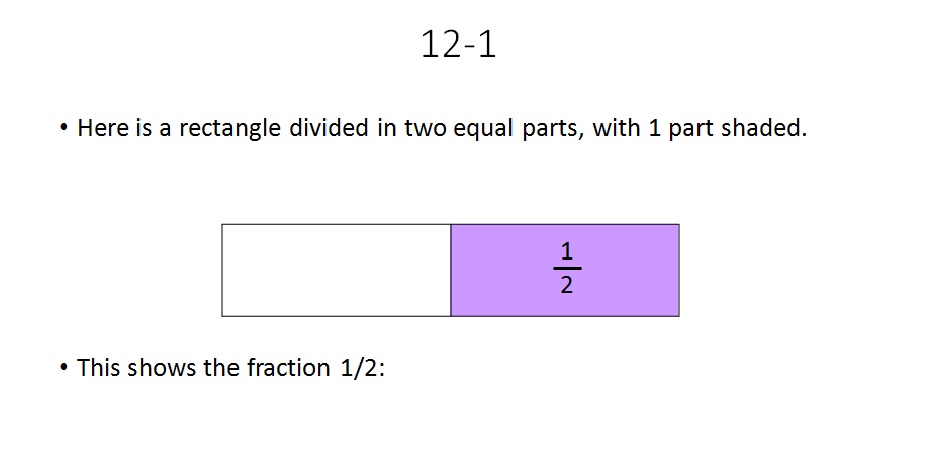 12-1
• Here is a rectangle divided in two equal parts, with 1 part shaded.
1
2
• This shows the fraction 1/2: